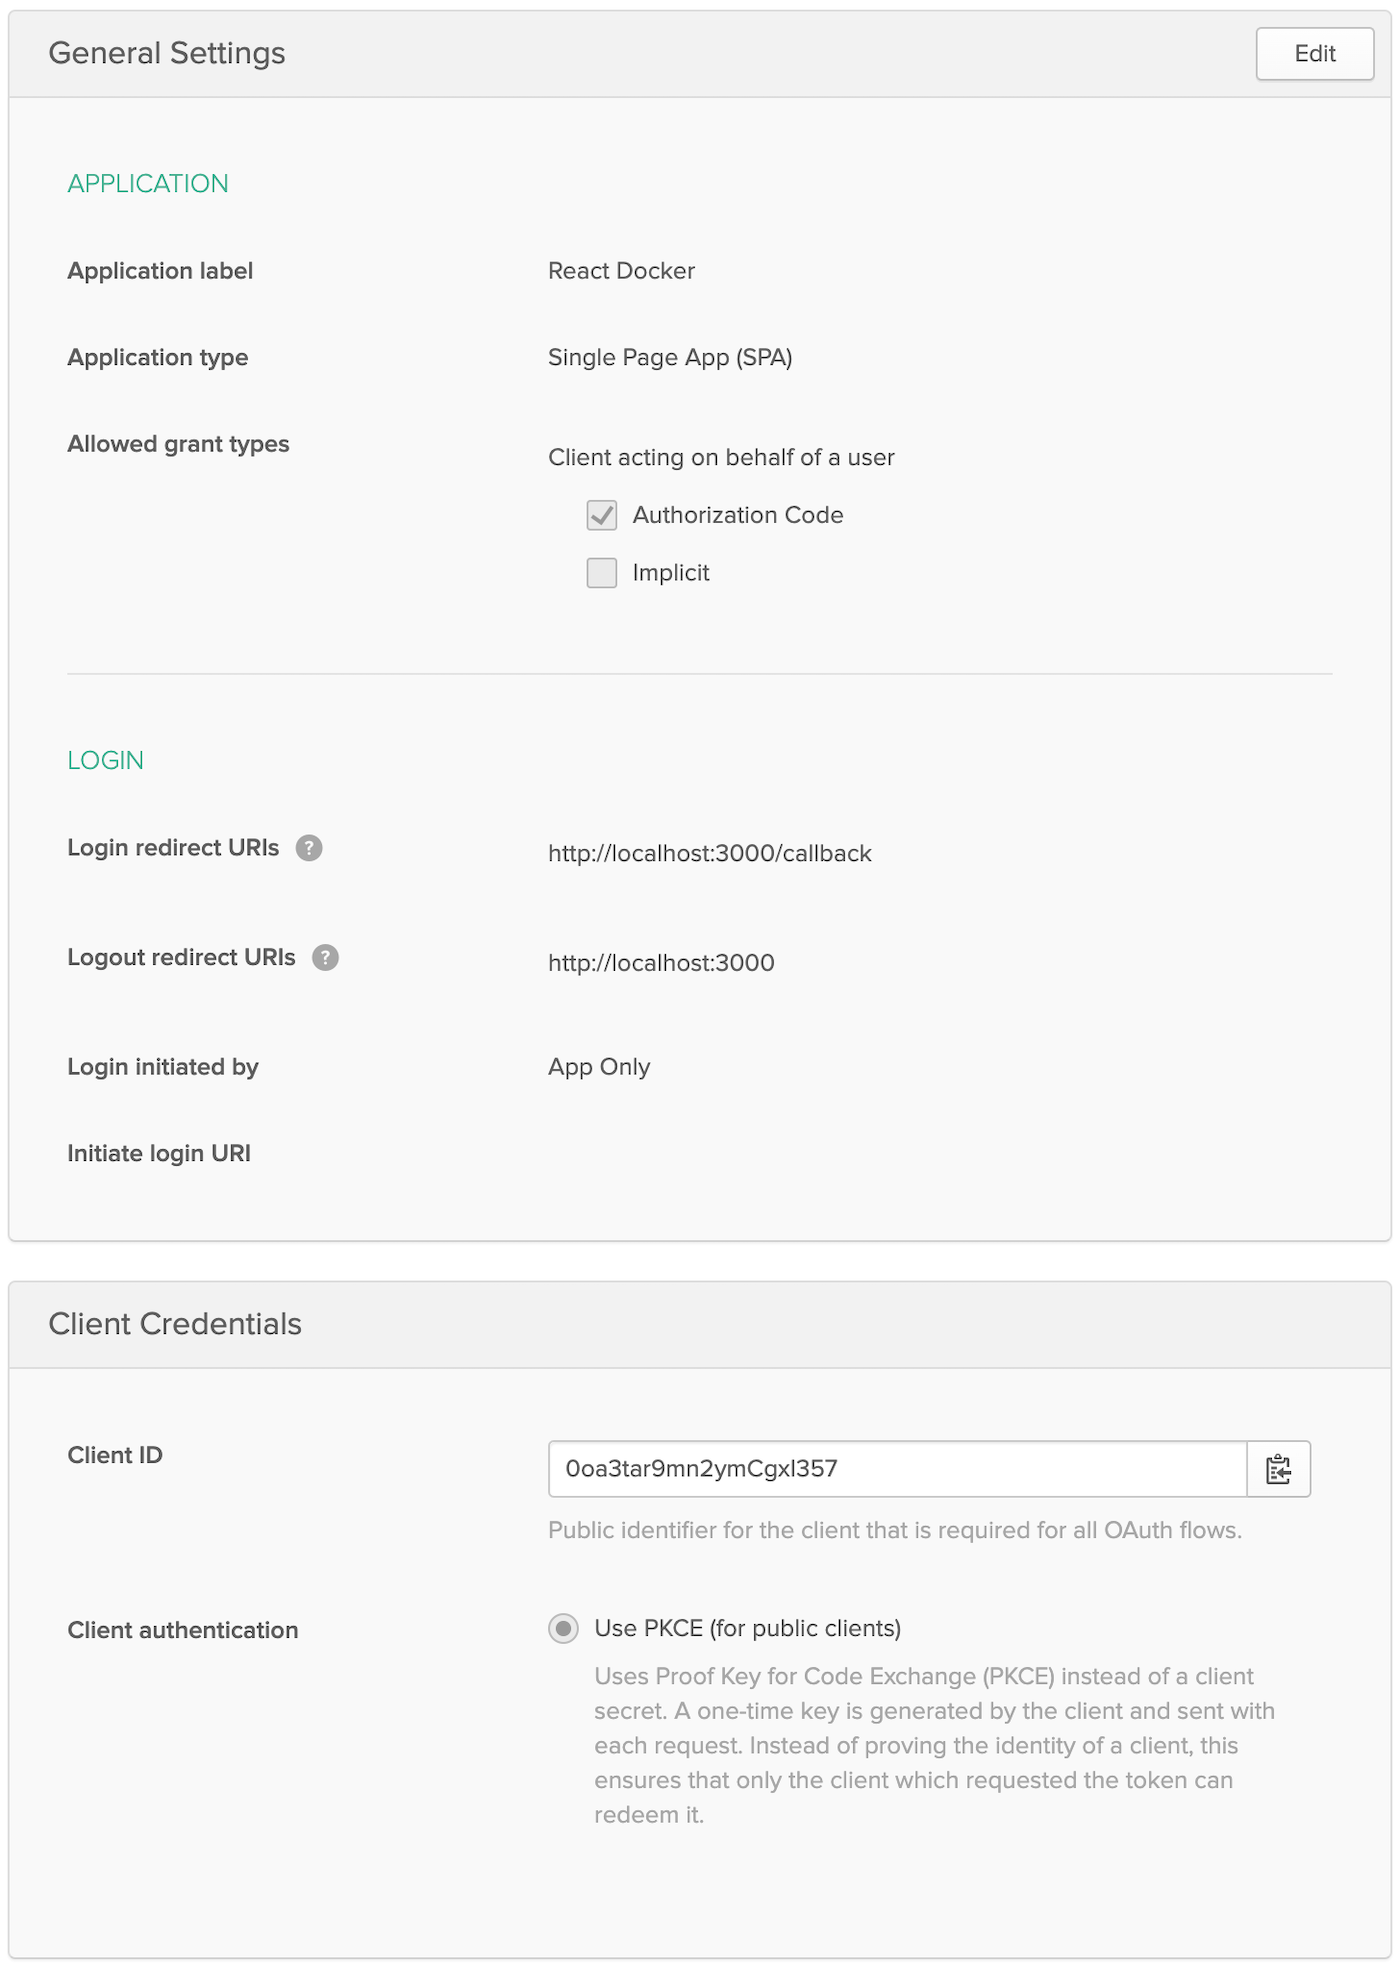 General Settings
Edit
APPLICATION
Application label
React Docker
Application type
Single Page App (SPA)
Allowed grant types
Client acting on behalf of a user
Authorization Code
Implicit
LOGIN
Login redirect URIs ?
http://localhost:3000/callback
Logout redirect URIs ?
http://localhost:3000
Login initiated by
App Only
Initiate login URI
Client Credentials
Client ID
0oa3tar9mn2ymCgxl357
Public identifier for the client that is required for all OAuth flows.
Client authentication
Use PKCE (for public clients)
Uses Proof Key for Code Exchange (PKCE) instead of a client
secret. A one-time key is generated by the client and sent with
each request. Instead of proving the identity of a client, this
ensures that only the client which requested the token can
redeem it.